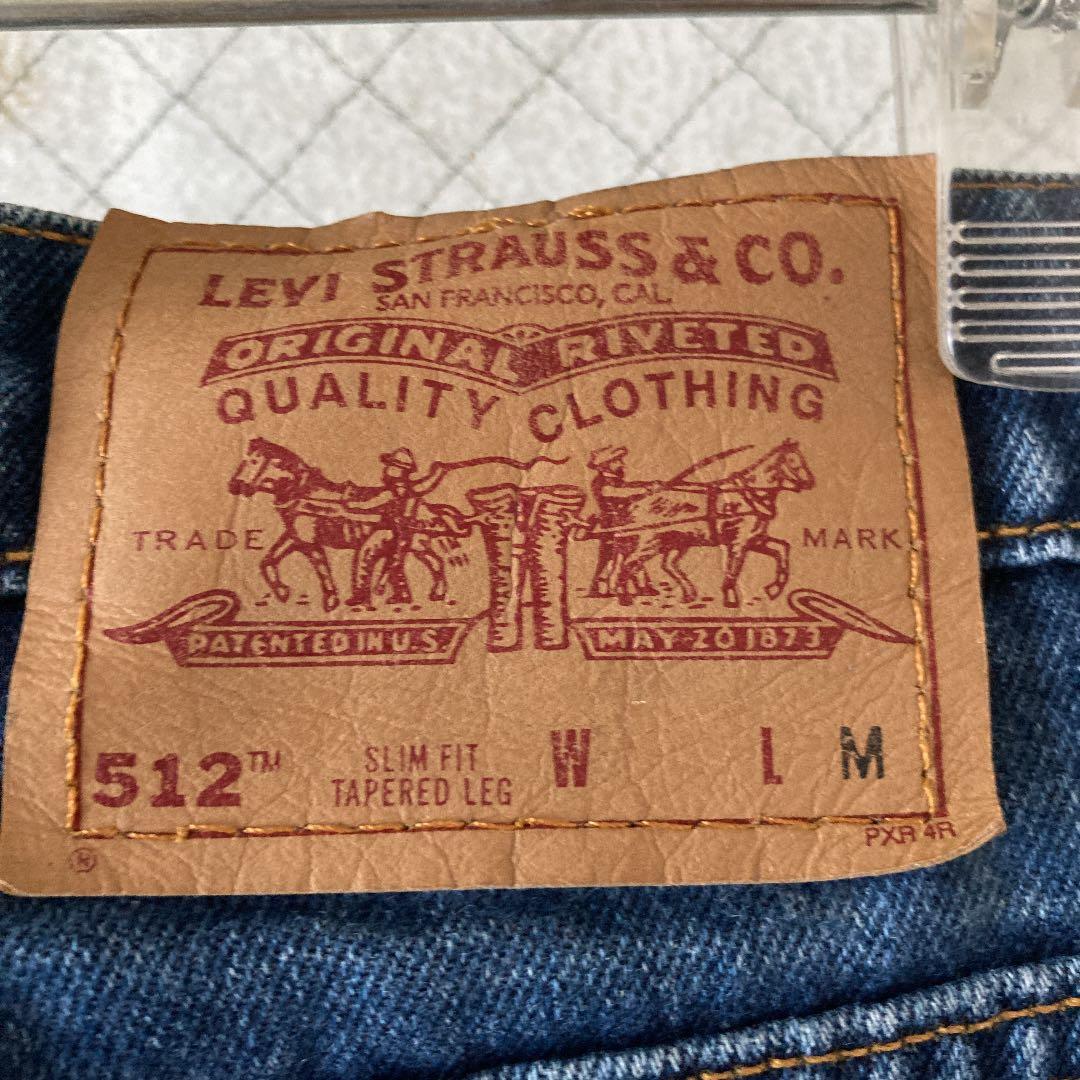 LEVI STRAUSS & CO.
SAN FRANCISCO, CAL.
ORIGINAL RIVETED
QUALITY CLOTHING
TRADE MARK
PATENTED IN U.S. MAY 20 1873
512™ SLIM FIT W L M
TAPERED LEG
PXR 4R
®